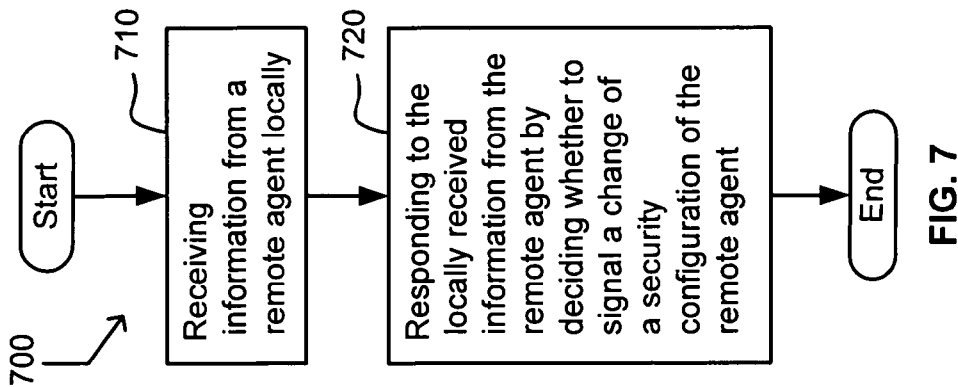 700
Start
710
Receiving
information from a
remote agent locally
720
Responding to the
locally received
information from the
remote agent by
deciding whether to
signal a change of
a security
configuration of the
remote agent
End
FIG. 7